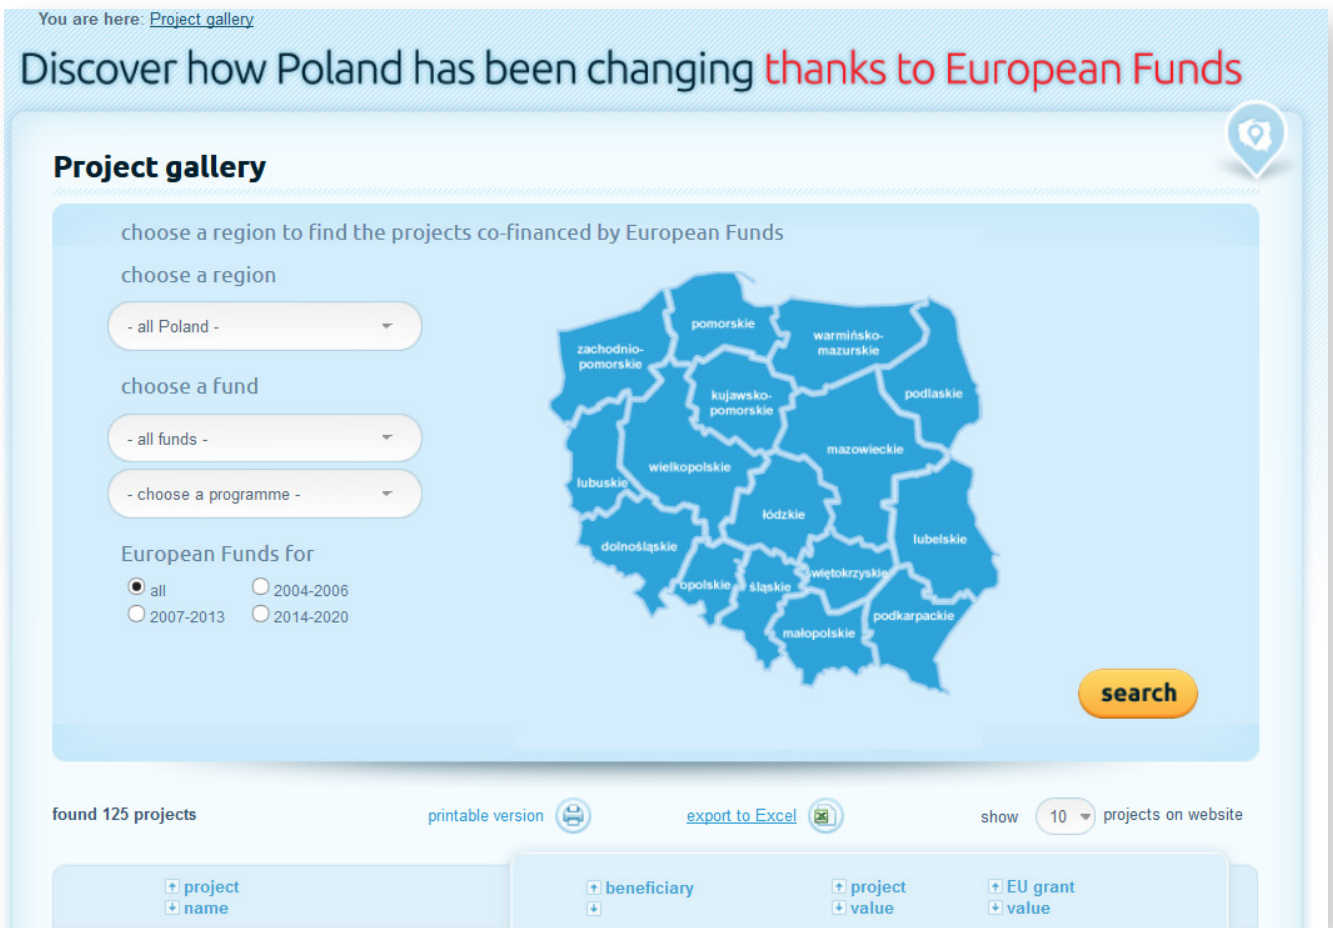 You are here: Project gallery
Discover how Poland has been changing thanks to European Funds
Project gallery
choose a region to find the projects co-financed by European Funds
choose a region
- all Poland -
choose a fund
- all funds -
- choose a programme -
European Funds for
all
2004-2006
2007-2013
2014-2020
pomorskie
warmińsko-
mazurskie
zachodnio-
pomorskie
kujawsko-
pomorskie
podlaskie
mazowieckie
wielkopolskie
lubuskie
łódzkie
dolnośląskie
lubelskie
opolskie
śląskie
świętokrzyskie
podkarpackie
małopolskie
search
found 125 projects
printable version
export to Excel
show 10 projects on website
project
name
beneficiary
project
value
EU grant
value